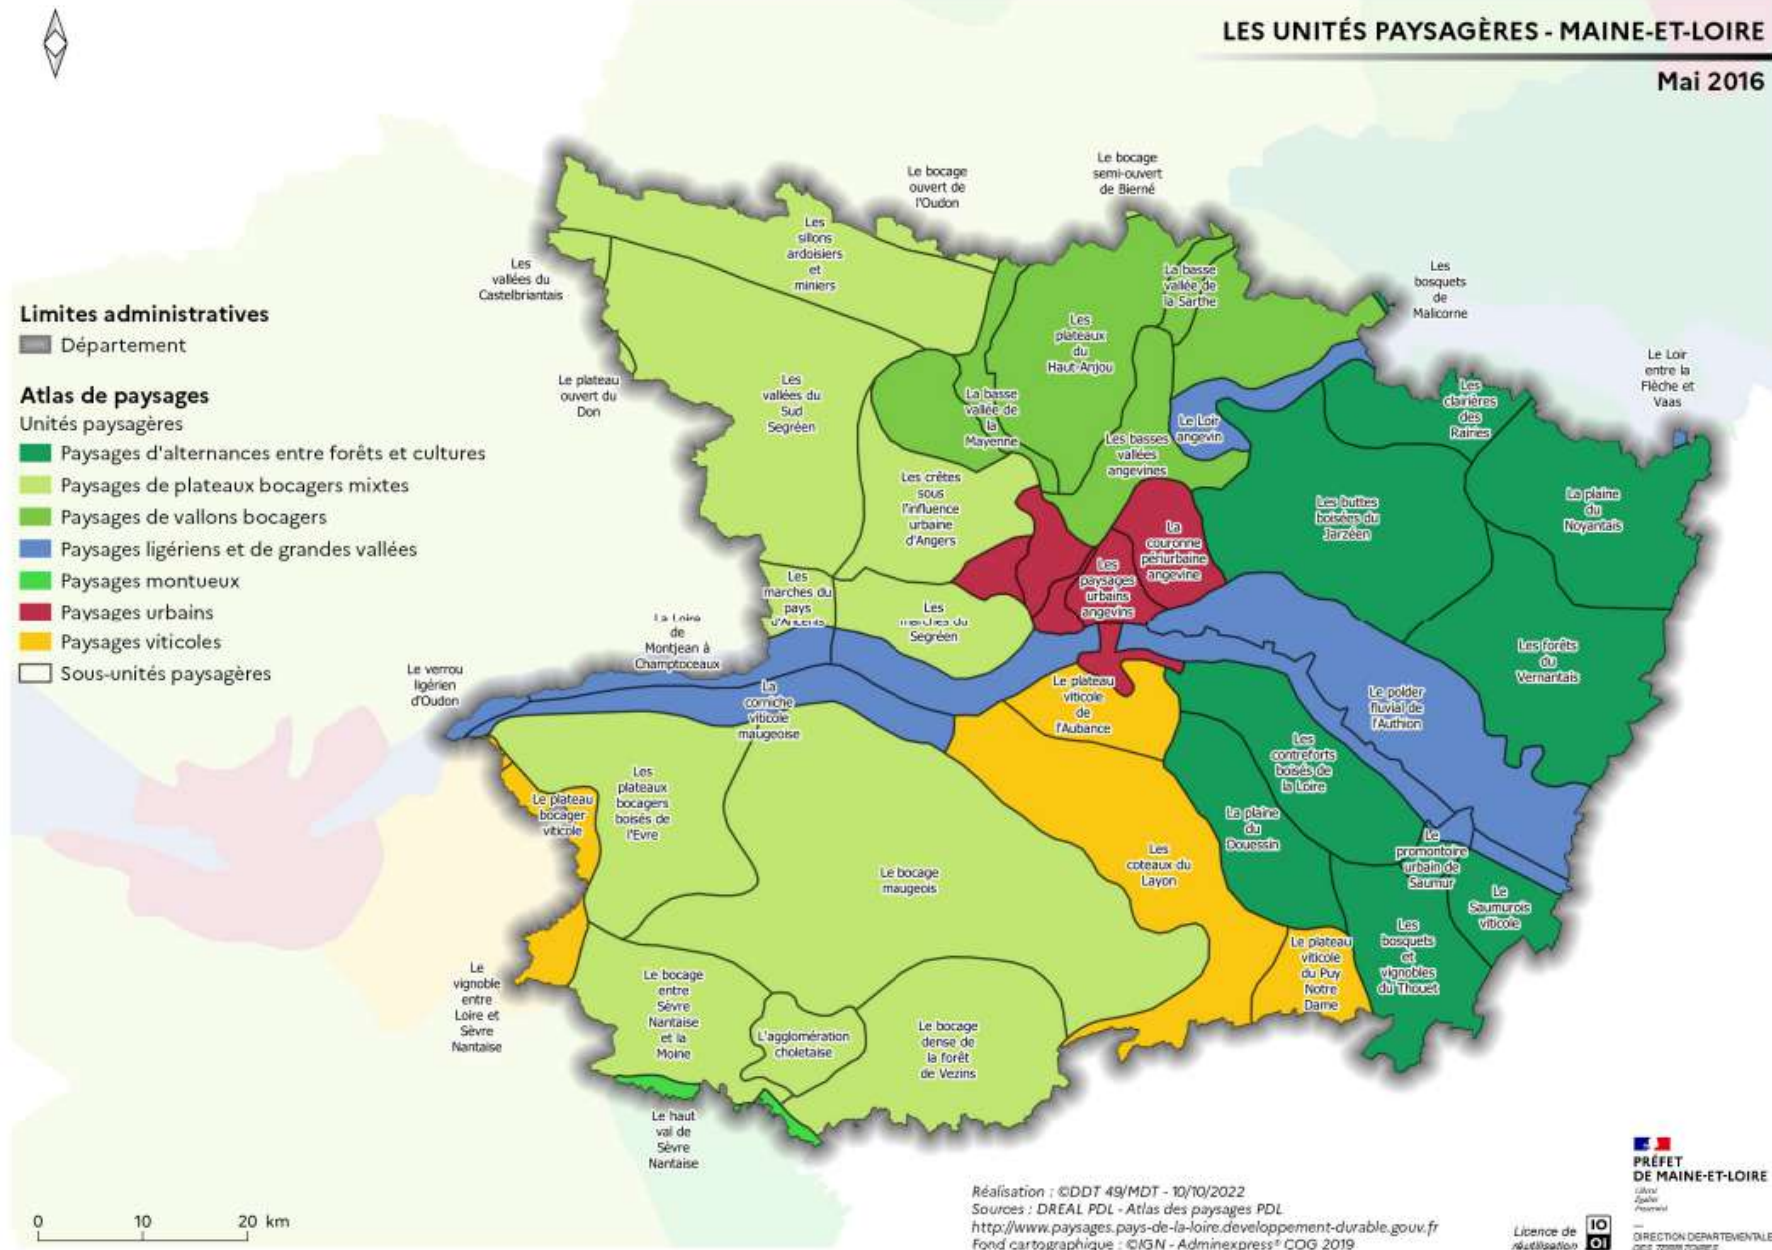 LES UNITÉS PAYSAGÈRES - MAINE-ET-LOIRE
Mai 2016
Le bocage
ouvert de
l'Oudon
Le bocage
semi-ouvert
de Bierné
Les
sillons
ardoisiers
et
miniers
Les
vallées du
Castelbriantais
La basse
vallée de
la Sarthe
Les
bosquets
de
Malicorne
Limites administratives
Département
Les
plateaux
du
Haut-Anjou
Le Loir
entre la
Flèche et
Vaas
Le plateau
ouvert du
Don
Les
vallées du
Sud
Segréen
La basse
vallée de
la
Mayenne
Les
clairières
des
Rairies
Le Loir
angevin
Atlas de paysages
Unités paysagères
Paysages d'alternances entre forêts et cultures
Paysages de plateaux bocagers mixtes
Paysages de vallons bocagers
Paysages ligériens et de grandes vallées
Paysages montueux
Paysages urbains
Paysages viticoles
Sous-unités paysagères
Les basses
vallées
angevines
Les crêtes
sous
l'influence
urbaine
d'Angers
Les buttes
boisées du
Jarzéen
La plaine
du
Noyantais
La
couronne
périurbaine
angevine
Les
paysages
urbains
angevins
Les
marches du
pays
d'Ancenis
Les
marches du
Segréen
La Loire
de
Montjean à
Champtoceaux
Le verrou
ligérien
d'Oudon
Les forêts
du
Vernantais
La
corniche
viticole
maugeoise
Le plateau
viticole
de
l'Aubance
Le polder
fluvial de
l'Authion
Les
contreforts
boisés de
la Loire
Les
plateaux
bocagers
boisés de
l'Evre
Le plateau
bocager
viticole
La plaine
du
Douessin
Le
promontoire
urbain de
Saumur
Les
coteaux du
Layon
Le bocage
maugeois
Le
Saumurois
viticole
Les
bosquets
et
vignobles
du Thouet
Le plateau
viticole
du Puy
Notre
Dame
Le
vignoble
entre
Loire et
Sèvre
Nantaise
Le bocage
entre
Sèvre
Nantaise
et la
Moine
L'agglomération
choletaise
Le bocage
dense de
la forêt
de Vezins
Le haut
val de
Sèvre
Nantaise
0 10 20 km
Réalisation : ©DDT 49/MDT - 10/10/2022
Sources : DREAL PDL - Atlas des paysages PDL
http://www.paysages.pays-de-la-loire.developpement-durable.gouv.fr
Fond cartographique : ©IGN - Adminexpress® COG 2019
Licence de
réutilisation
IO
OI
PRÉFET
DE MAINE-ET-LOIRE
Liberté
Égalité
Fraternité
DIRECTION DEPARTEMENTALE
DES TERRITOIRES